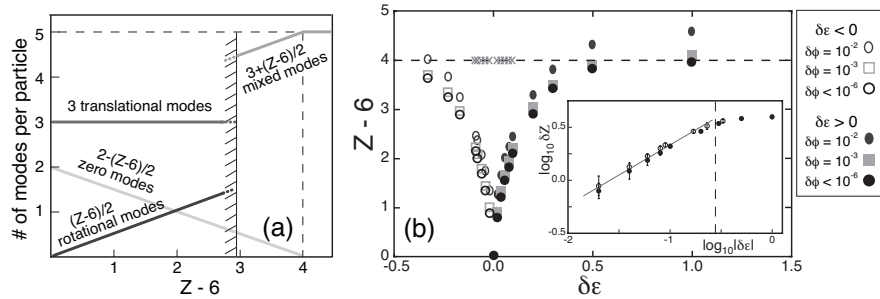 (a)
# of modes per particle
5
4
3
2
1
3+(Z-6)/2
mixed modes
3 translational modes
2-(Z-6)/2
zero modes
(Z-6)/2
rotational modes
1
2
3
4
Z - 6
(b)
Z - 6
5
4
3
2
1
0
-0.5
0.0
0.5
1.0
1.5
δε
log₁₀ δZ
0.5
0.0
-0.5
-2
-1
0
log₁₀|δε|
δε < 0
δφ = 10⁻²
δφ = 10⁻³
δφ < 10⁻⁶
δε > 0
δφ = 10⁻²
δφ = 10⁻³
δφ < 10⁻⁶